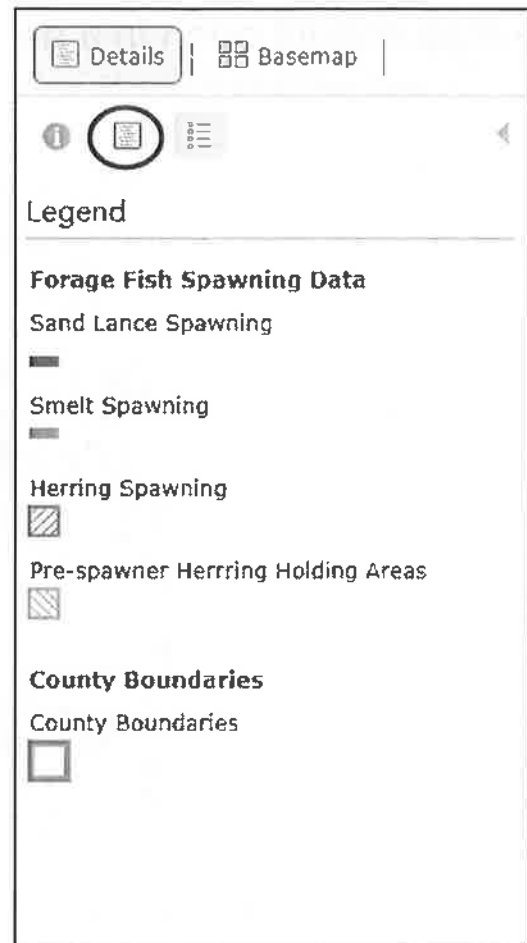 Details Basemap
Legend
Forage Fish Spawning Data
Sand Lance Spawning
Smelt Spawning
Herring Spawning
Pre-spawner Herrring Holding Areas
County Boundaries
County Boundaries